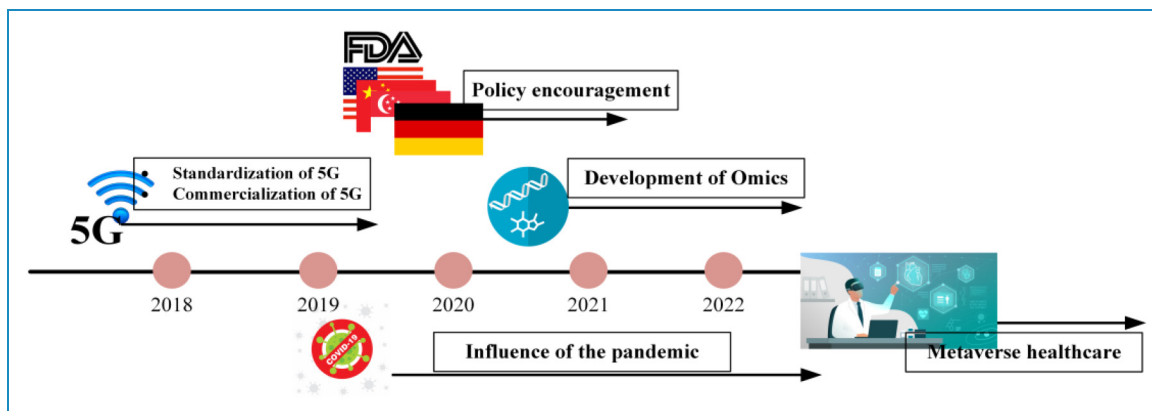 FDA
Policy encouragement
• Standardization of 5G
• Commercialization of 5G
5G
Development of Omics
2018
2019
2020
2021
2022
COVID-19
Influence of the pandemic
Metaverse healthcare